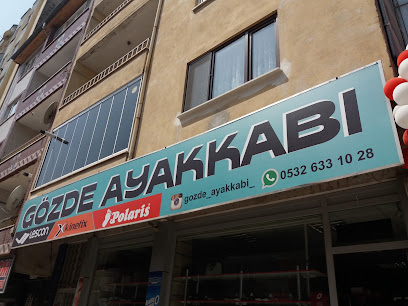 GÖZDE AYAKKABI
LESCON
Kinetix
Polaris
gozde_ayakkabi_
0532 633 10 28